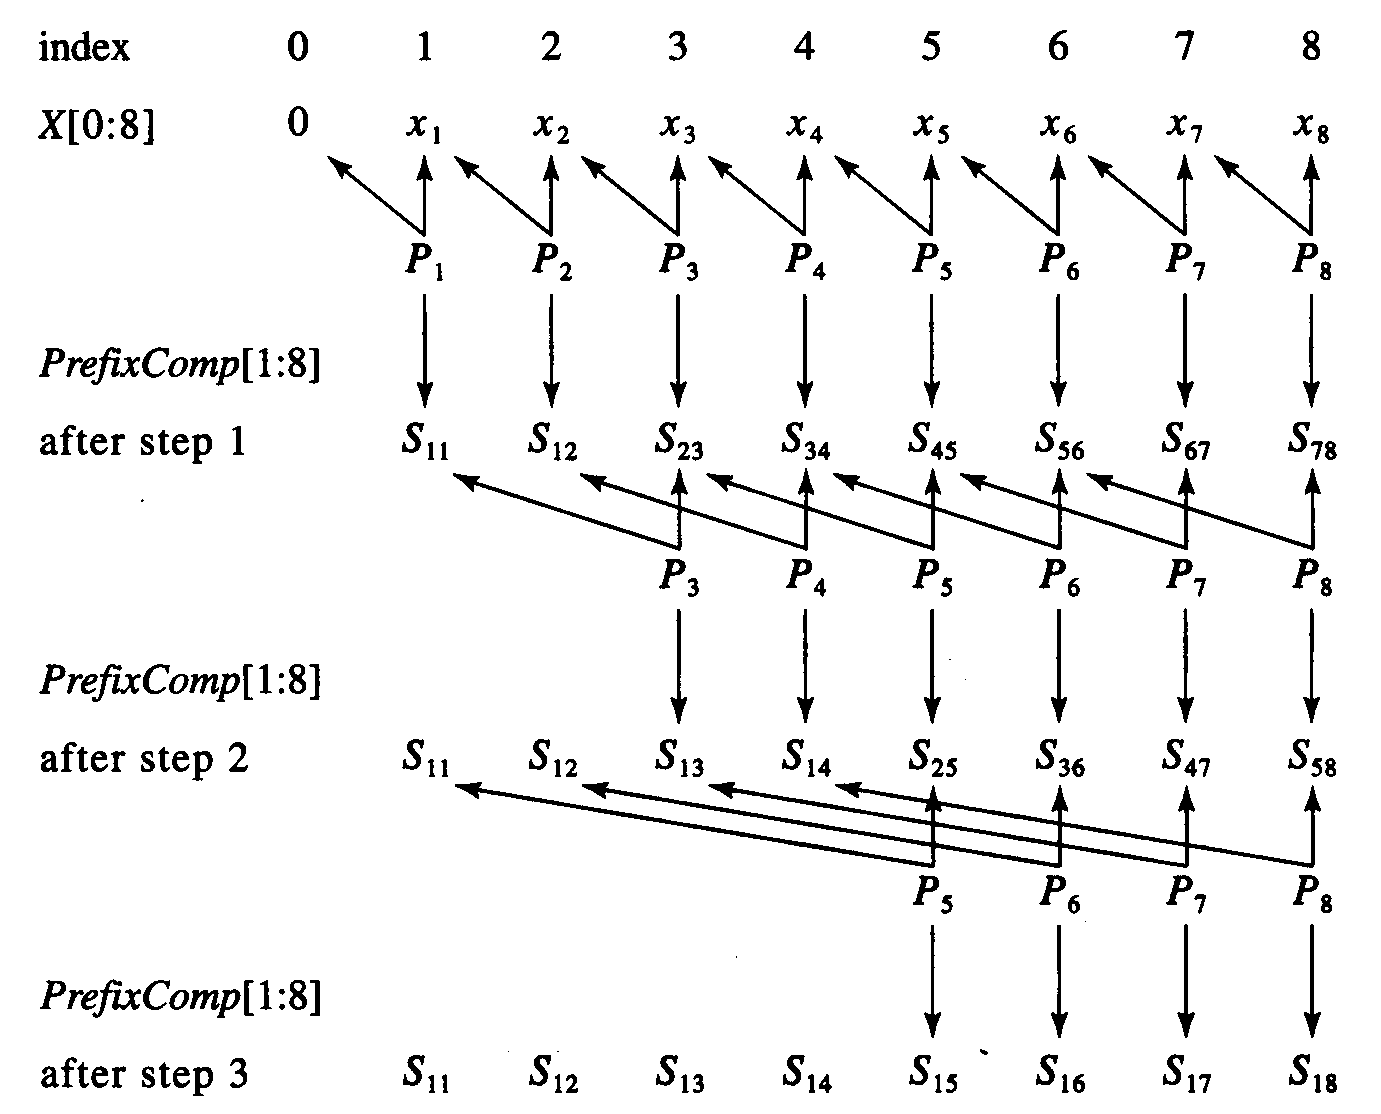 index 0 1 2 3 4 5 6 7 8
X[0:8] 0 x₁ x₂ x₃ x₄ x₅ x₆ x₇ x₈
P₁ P₂ P₃ P₄ P₅ P₆ P₇ P₈
PrefixComp[1:8]
after step 1 S₁₁ S₁₂ S₂₃ S₃₄ S₄₅ S₅₆ S₆₇ S₇₈
P₃ P₄ P₅ P₆ P₇ P₈
PrefixComp[1:8]
after step 2 S₁₁ S₁₂ S₁₃ S₁₄ S₂₅ S₃₆ S₄₇ S₅₈
P₅ P₆ P₇ P₈
PrefixComp[1:8]
after step 3 S₁₁ S₁₂ S₁₃ S₁₄ S₁₅ S₁₆ S₁₇ S₁₈